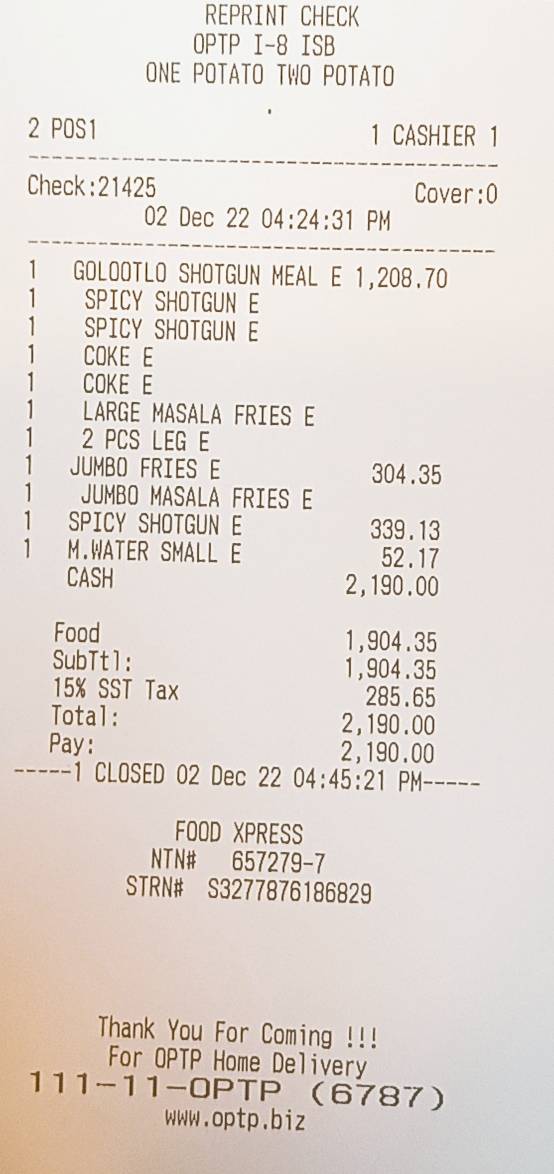 REPRINT CHECK
OPTP I-8 ISB
ONE POTATO TWO POTATO
2 POS1 1 CASHIER 1
Check:21425 Cover:0
02 Dec 22 04:24:31 PM
1 GOLOOTLO SHOTGUN MEAL E 1,208.70
1 SPICY SHOTGUN E
1 SPICY SHOTGUN E
1 COKE E
1 COKE E
1 LARGE MASALA FRIES E
1 2 PCS LEG E
1 JUMBO FRIES E 304.35
1 JUMBO MASALA FRIES E
1 SPICY SHOTGUN E 339.13
1 M.WATER SMALL E 52.17
CASH 2,190.00
Food 1,904.35
SubTtl: 1,904.35
15% SST Tax 285.65
Total: 2,190.00
Pay: 2,190.00
-----1 CLOSED 02 Dec 22 04:45:21 PM-----
FOOD XPRESS
NTN# 657279-7
STRN# S3277876186829
Thank You For Coming !!!
For OPTP Home Delivery
111-11-OPTP (6787)
www.optp.biz